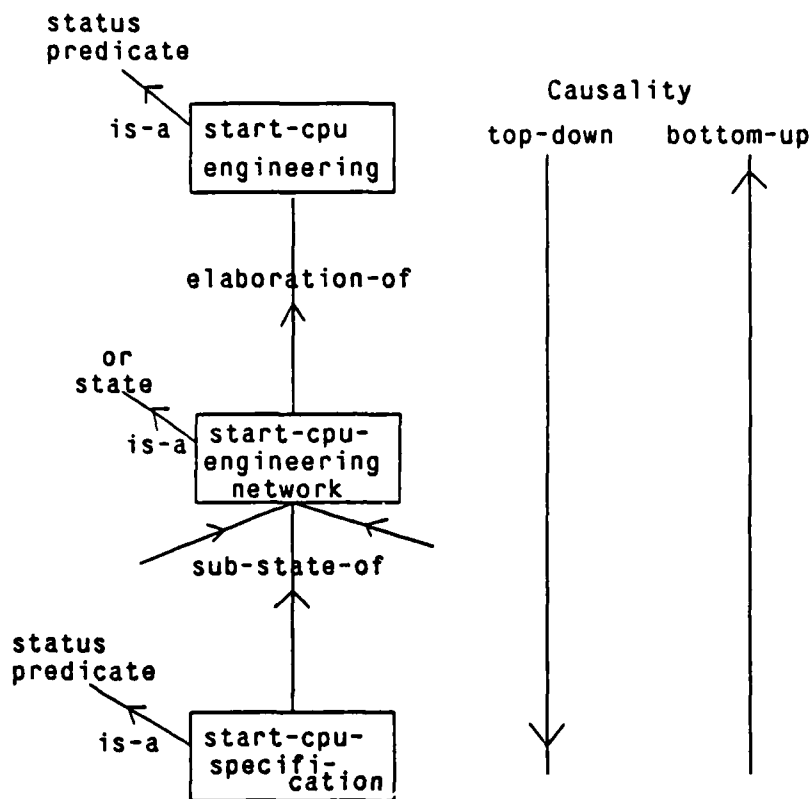 status
predicate
is-a
start-cpu
engineering
Causality
top-down bottom-up
elaboration-of
or
state
is-a
start-cpu-
engineering
network
sub-state-of
status
predicate
is-a
start-cpu-
specifi-
cation